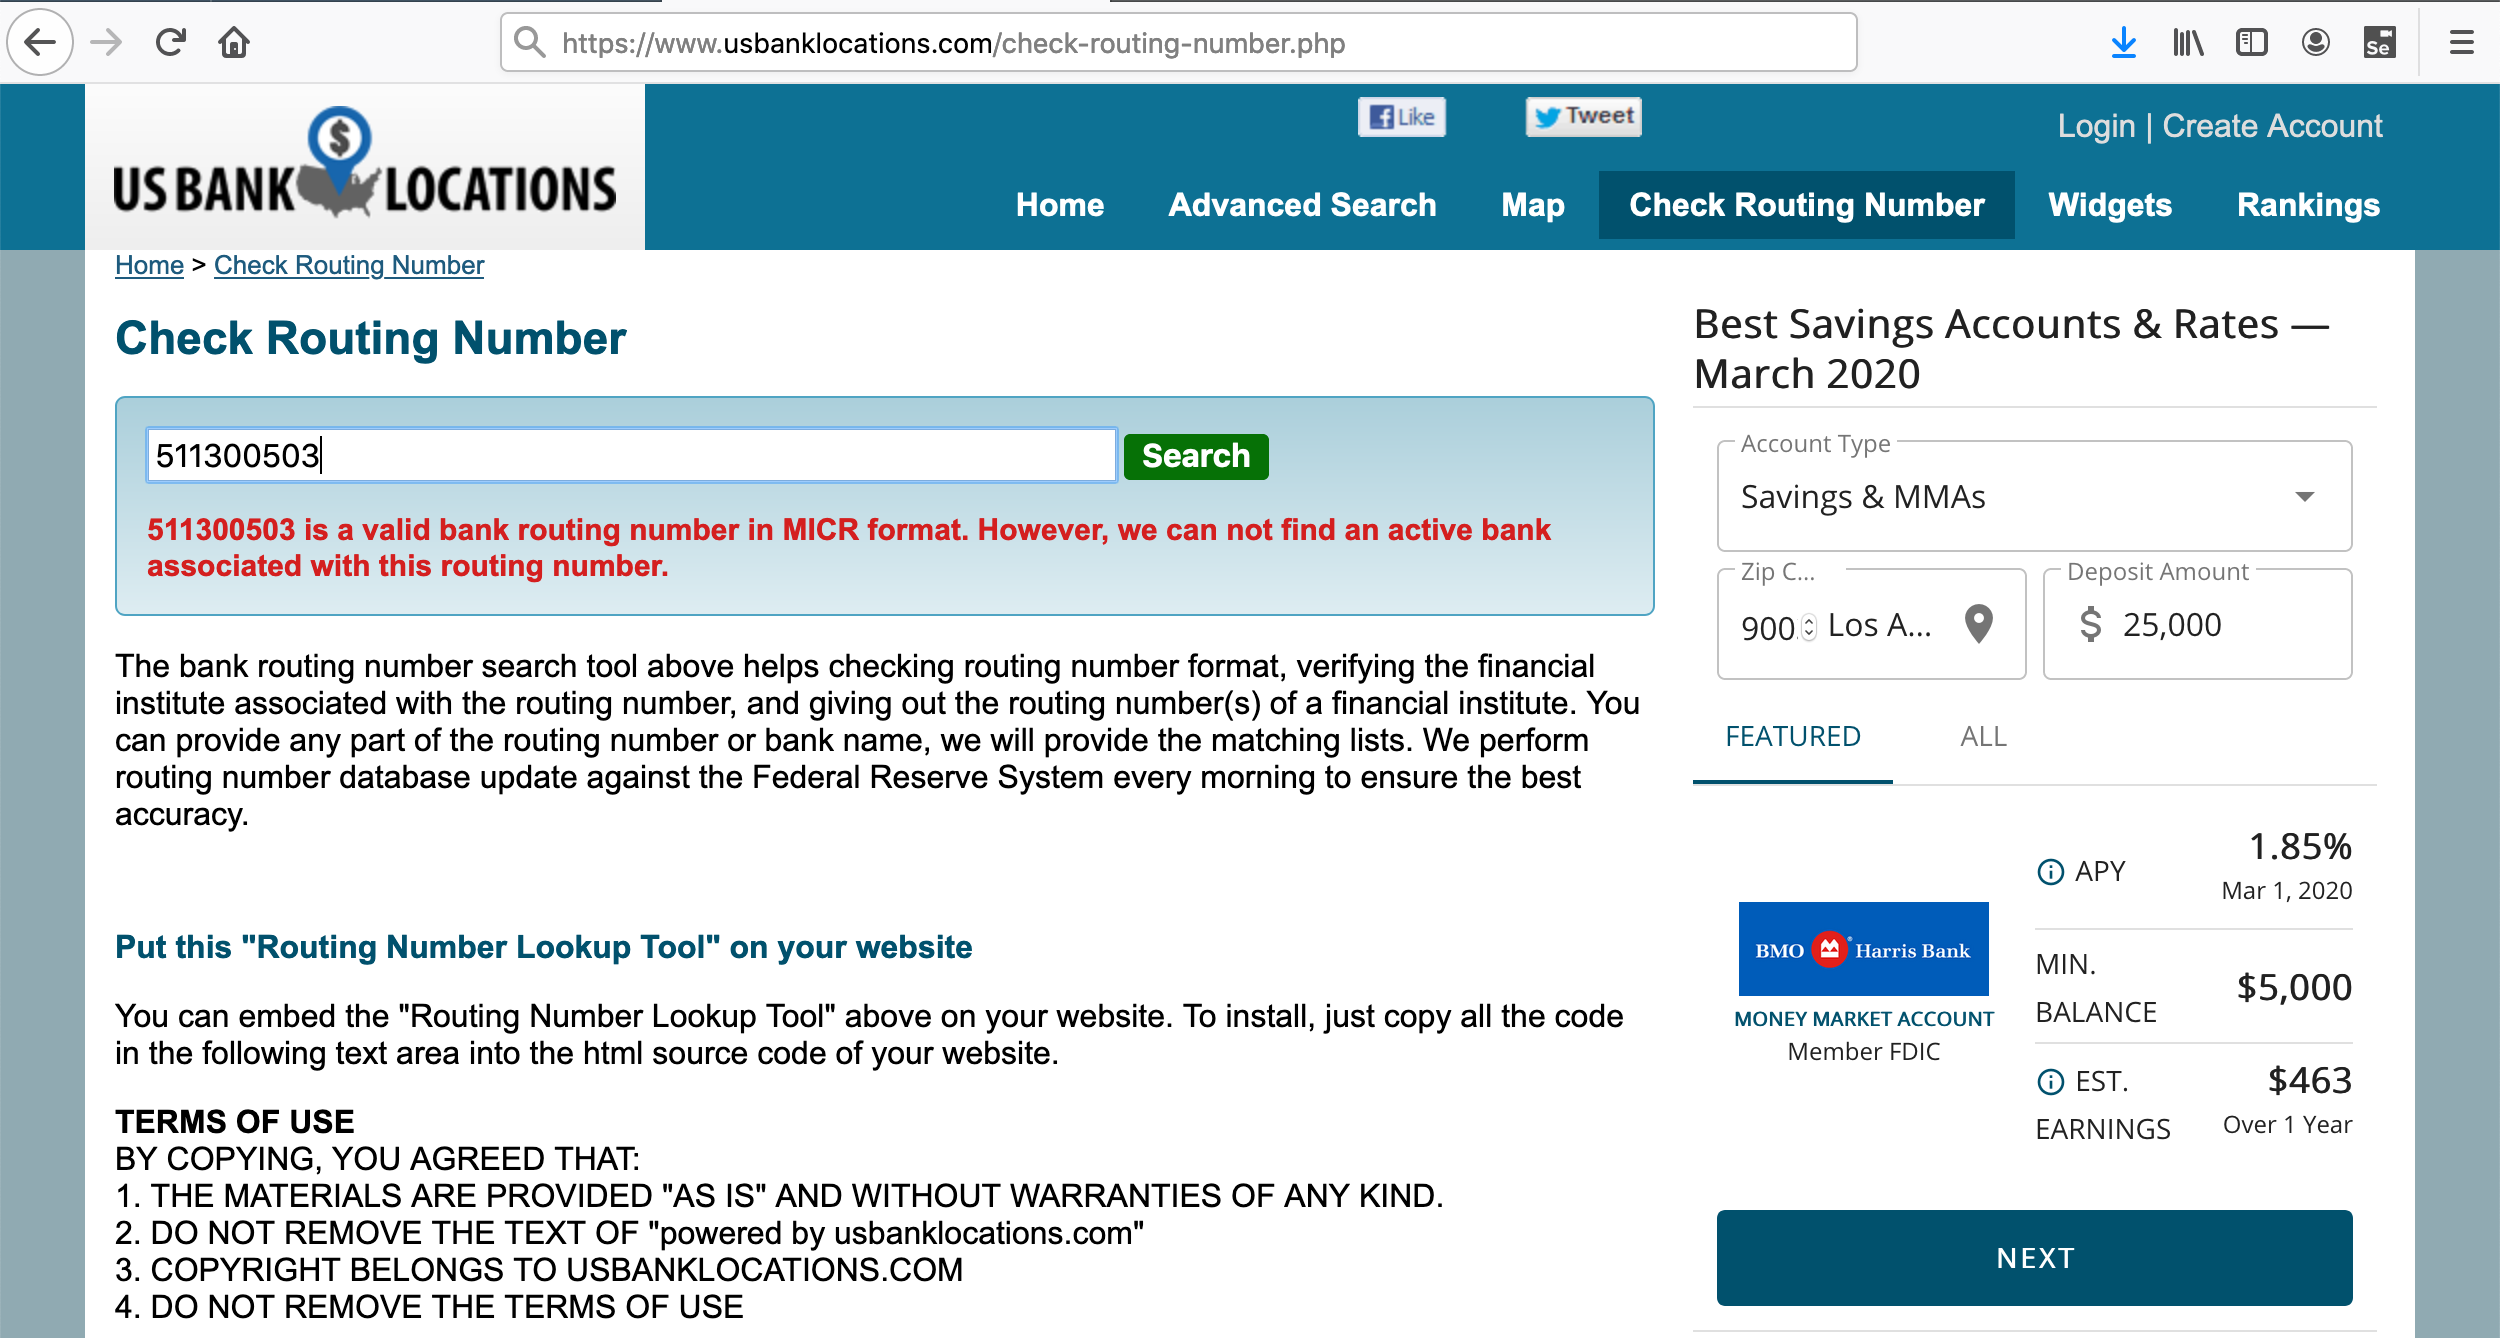 https://www.usbanklocations.com/check-routing-number.php
Se
US BANK LOCATIONS
$
Like
Tweet
Login | Create Account
Home
Advanced Search
Map
Check Routing Number
Widgets
Rankings
Home > Check Routing Number
Check Routing Number
511300503
Search
511300503 is a valid bank routing number in MICR format. However, we can not find an active bank
associated with this routing number.
The bank routing number search tool above helps checking routing number format, verifying the financial
institute associated with the routing number, and giving out the routing number(s) of a financial institute. You
can provide any part of the routing number or bank name, we will provide the matching lists. We perform
routing number database update against the Federal Reserve System every morning to ensure the best
accuracy.
Put this "Routing Number Lookup Tool" on your website
You can embed the "Routing Number Lookup Tool" above on your website. To install, just copy all the code
in the following text area into the html source code of your website.
TERMS OF USE
BY COPYING, YOU AGREED THAT:
1. THE MATERIALS ARE PROVIDED "AS IS" AND WITHOUT WARRANTIES OF ANY KIND.
2. DO NOT REMOVE THE TEXT OF "powered by usbanklocations.com"
3. COPYRIGHT BELONGS TO USBANKLOCATIONS.COM
4. DO NOT REMOVE THE TERMS OF USE
Best Savings Accounts & Rates —
March 2020
Account Type
Savings & MMAs
Zip C...
900
Los A...
Deposit Amount
$ 25,000
FEATURED
ALL
BMO Harris Bank
MONEY MARKET ACCOUNT
Member FDIC
APY
1.85%
Mar 1, 2020
MIN.
BALANCE
$5,000
EST.
EARNINGS
$463
Over 1 Year
NEXT